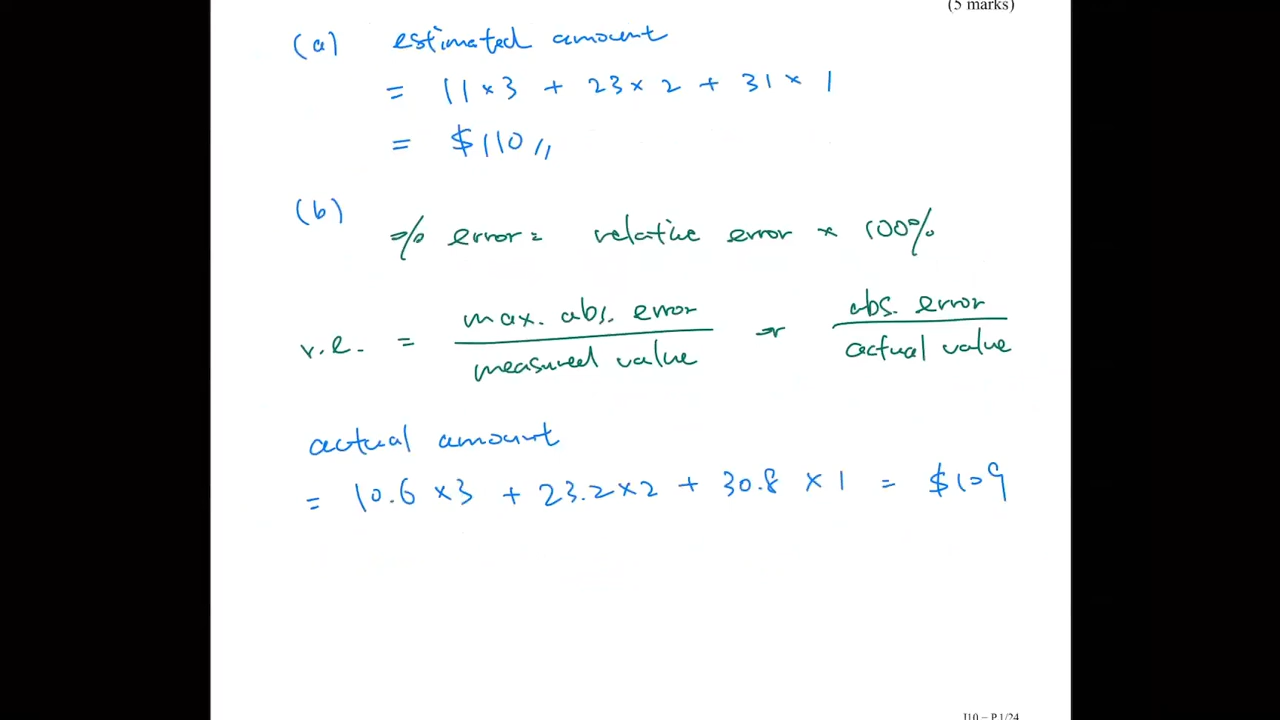 (5 marks)
(a) estimated amount
= 11 × 3 + 23 × 2 + 31 × 1
= $110 //
(b)
% error = relative error × 100%
r.e. = max. abs. error / measured value or abs. error / actual value
actual amount
= 10.6 × 3 + 23.2 × 2 + 30.8 × 1 = $109